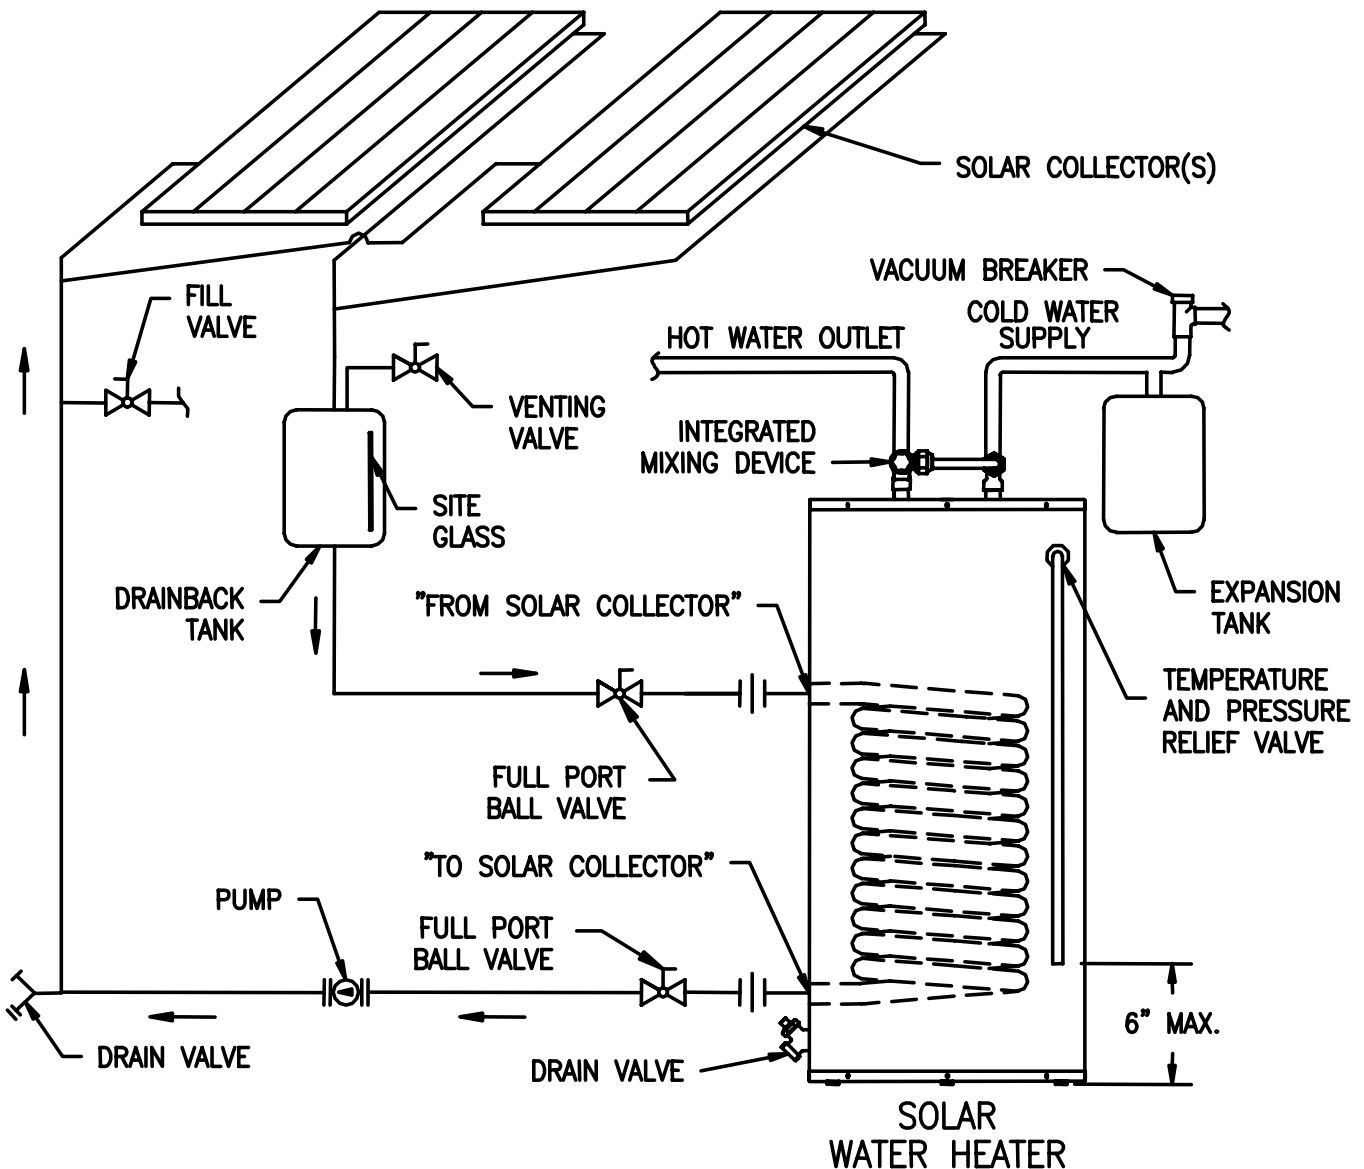 SOLAR COLLECTOR(S)
VACUUM BREAKER
COLD WATER
SUPPLY
HOT WATER OUTLET
FILL
VALVE
VENTING
VALVE
INTEGRATED
MIXING DEVICE
SITE
GLASS
DRAINBACK
TANK
"FROM SOLAR COLLECTOR"
EXPANSION
TANK
TEMPERATURE
AND PRESSURE
RELIEF VALVE
FULL PORT
BALL VALVE
"TO SOLAR COLLECTOR"
PUMP
FULL PORT
BALL VALVE
6" MAX.
DRAIN VALVE
DRAIN VALVE
SOLAR
WATER HEATER